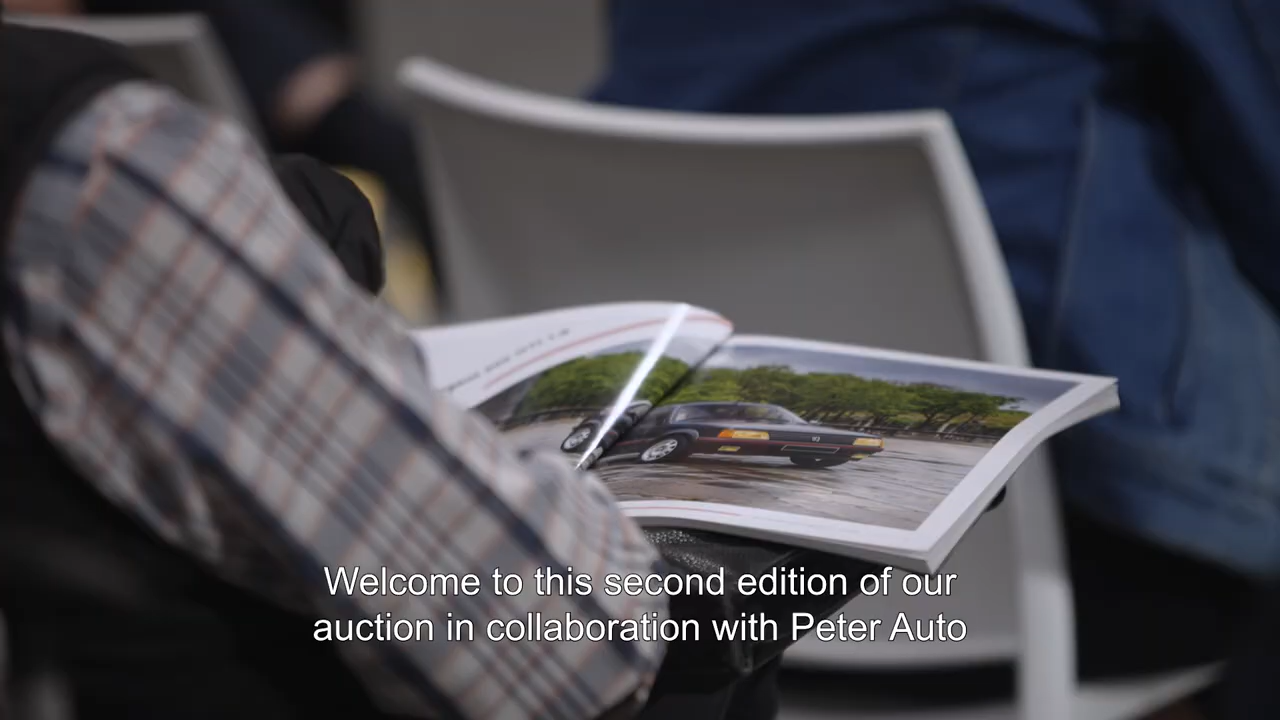 Welcome to this second edition of our
auction in collaboration with Peter Auto